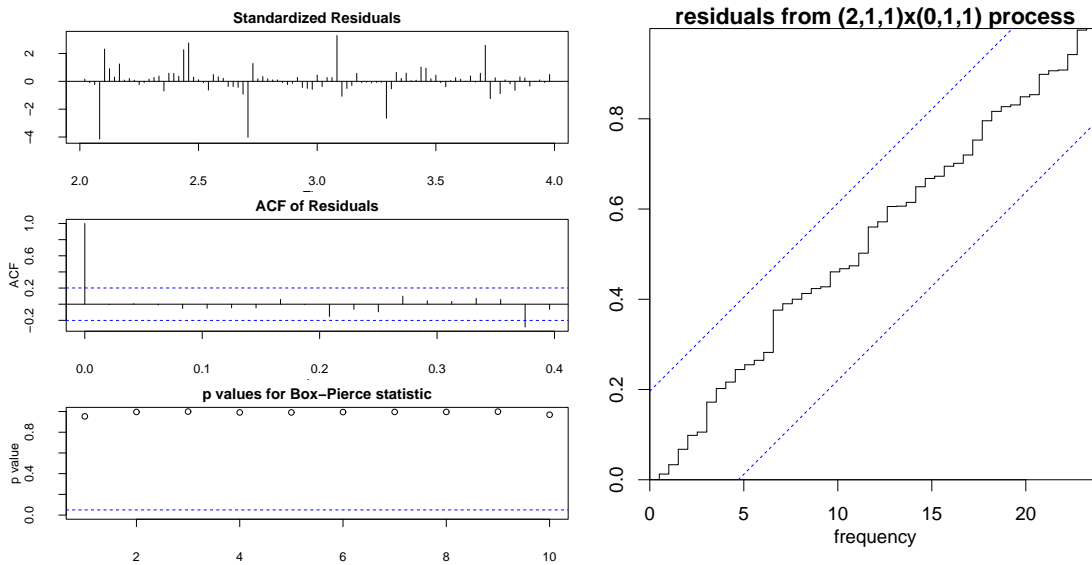 Standardized Residuals
2
0
−2
−4
2.0 2.5 3.0 3.5 4.0
ACF of Residuals
ACF
1.0
0.6
0.2
−0.2
0.0 0.1 0.2 0.3 0.4
p values for Box−Pierce statistic
p value
0.8
0.4
0.0
2 4 6 8 10
residuals from (2,1,1)x(0,1,1) process
0.8
0.6
0.4
0.2
0.0
0 5 10 15 20
frequency